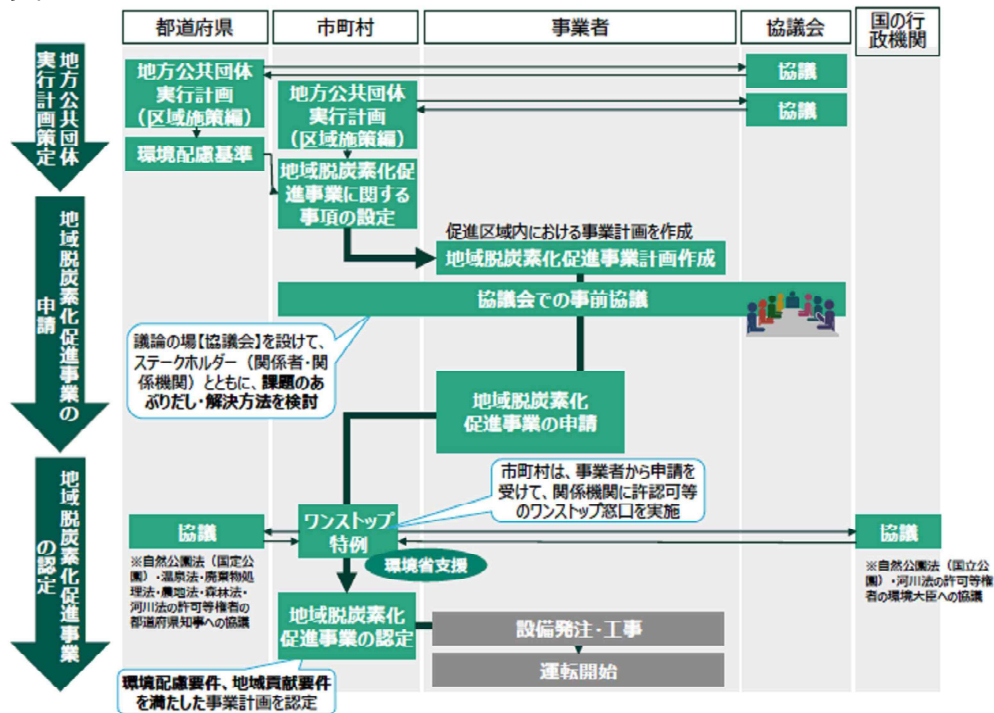 都道府県
市町村
事業者
協議会
国の行
政機関
地方公共団体
実行計画策定
地方公共団体
実行計画
（区域施策編）
地方公共団体
実行計画
（区域施策編）
協議
協議
環境配慮基準
地域脱炭素化促
進事業に関する
事項の設定
地域脱炭素化促進事業の
申請
促進区域内における事業計画を作成
地域脱炭素化促進事業計画作成
協議会での事前協議
議論の場【協議会】を設けて、
ステークホルダー（関係者・関
係機関）とともに、課題のあ
ぶりだし・解決方法を検討
地域脱炭素化
促進事業の申請
地域脱炭素化促進事業
の認定
市町村は、事業者から申請を
受けて、関係機関に許認可等
のワンストップ窓口を実施
協議
ワンストップ
特例
協議
環境省支援
※自然公園法（国定公
園）・温泉法・廃棄物処
理法・農地法・森林法・
河川法の許可等権者の
都道府県知事への協議
※自然公園法（国立公
園）・河川法の許可等権
者の環境大臣への協議
地域脱炭素化
促進事業の認定
設備発注・工事
運転開始
環境配慮要件、地域貢献要件
を満たした事業計画を認定